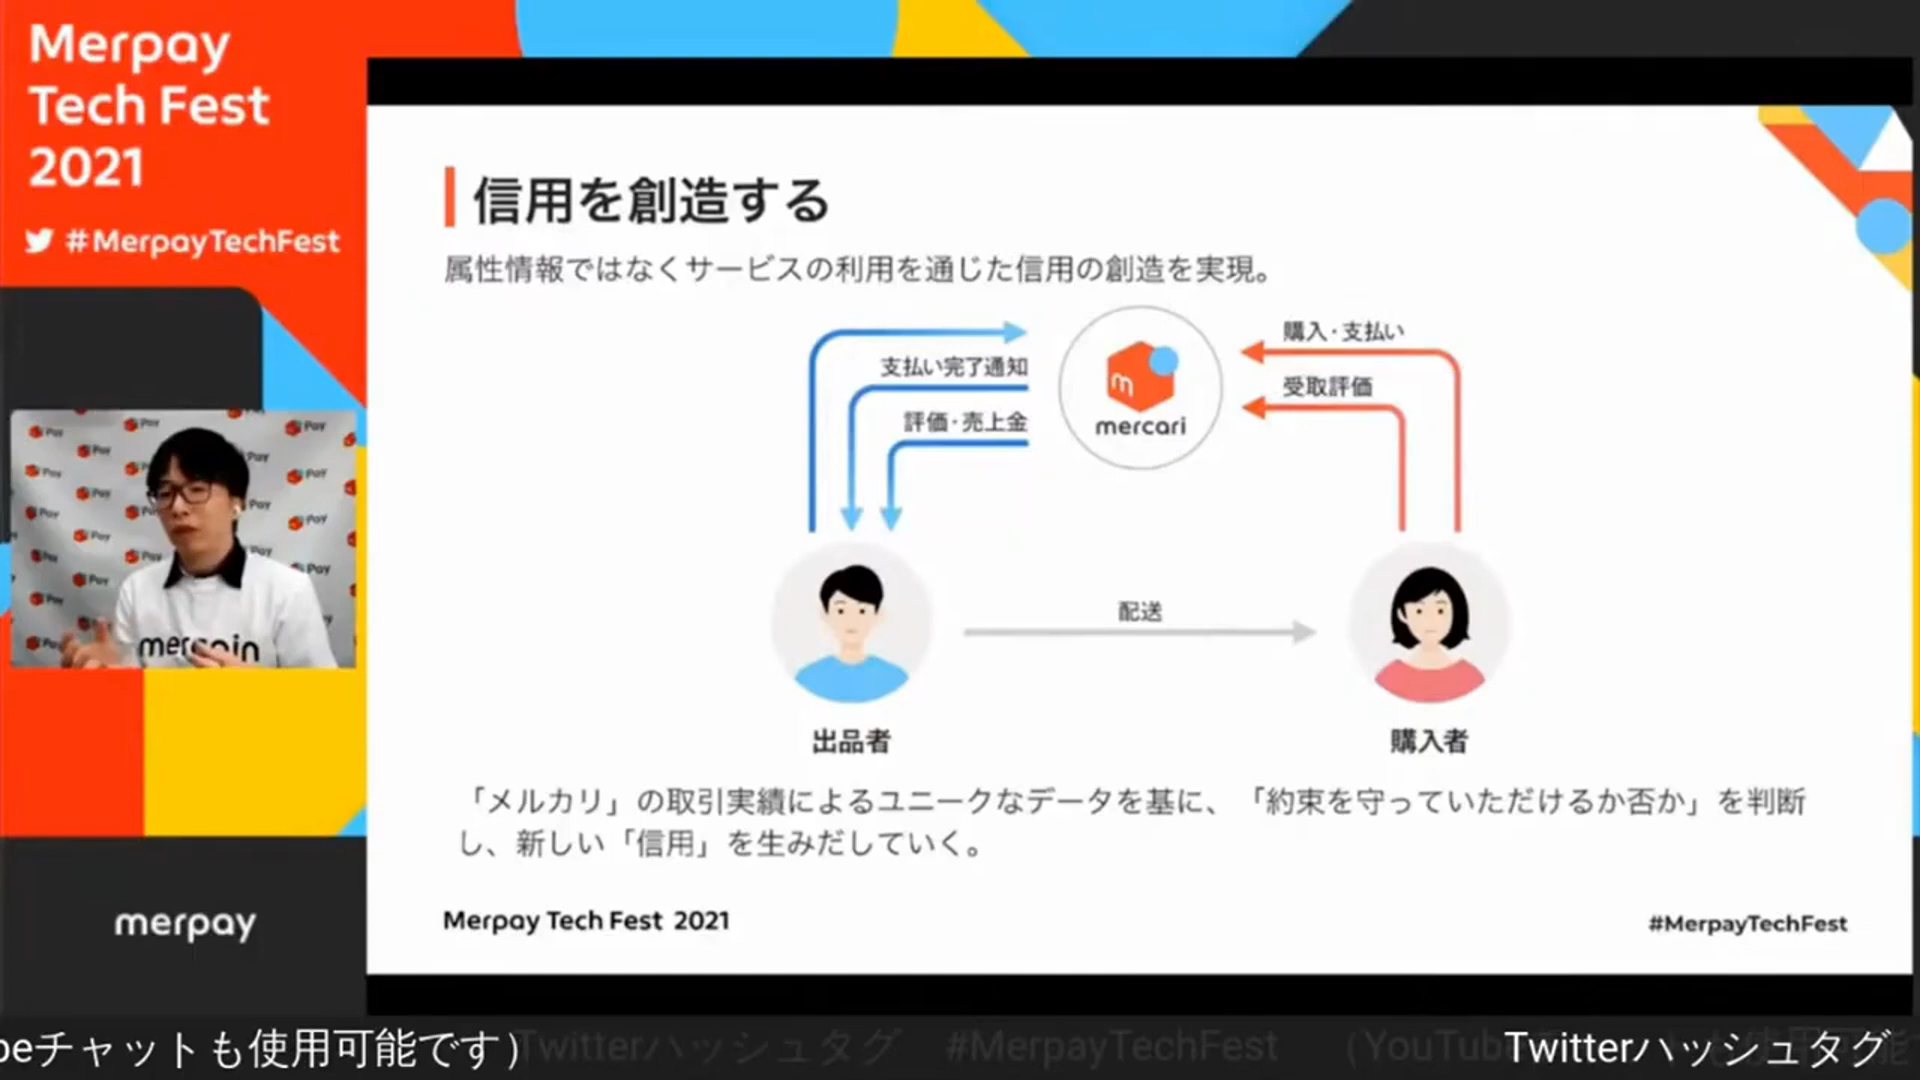 Merpay
Tech Fest
2021
#MerpayTechFest
信用を創造する
属性情報ではなくサービスの利用を通じた信用の創造を実現。
支払い完了通知
評価・売上金
mercari
購入・支払い
受取評価
配送
出品者
購入者
「メルカリ」の取引実績によるユニークなデータを基に、「約束を守っていただけるか否か」を判断
し、新しい「信用」を生みだしていく。
Merpay Tech Fest 2021
#MerpayTechFest
Pay
merpay
beチャットも使用可能です）
Twitterハッシュタグ #MerpayTechFest （YouTube
Twitterハッシュタグ